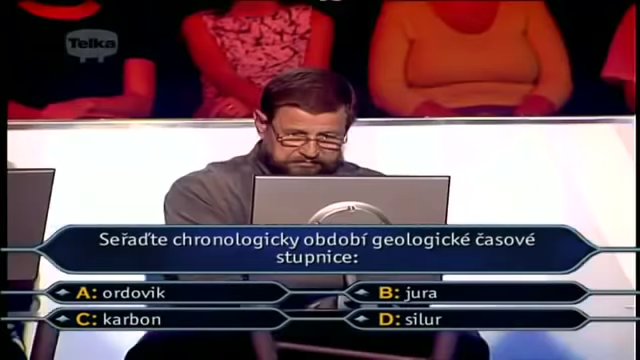 Telka
Seřaďte chronologicky období geologické časové
stupnice:
A: ordovik
B: jura
C: karbon
D: silur